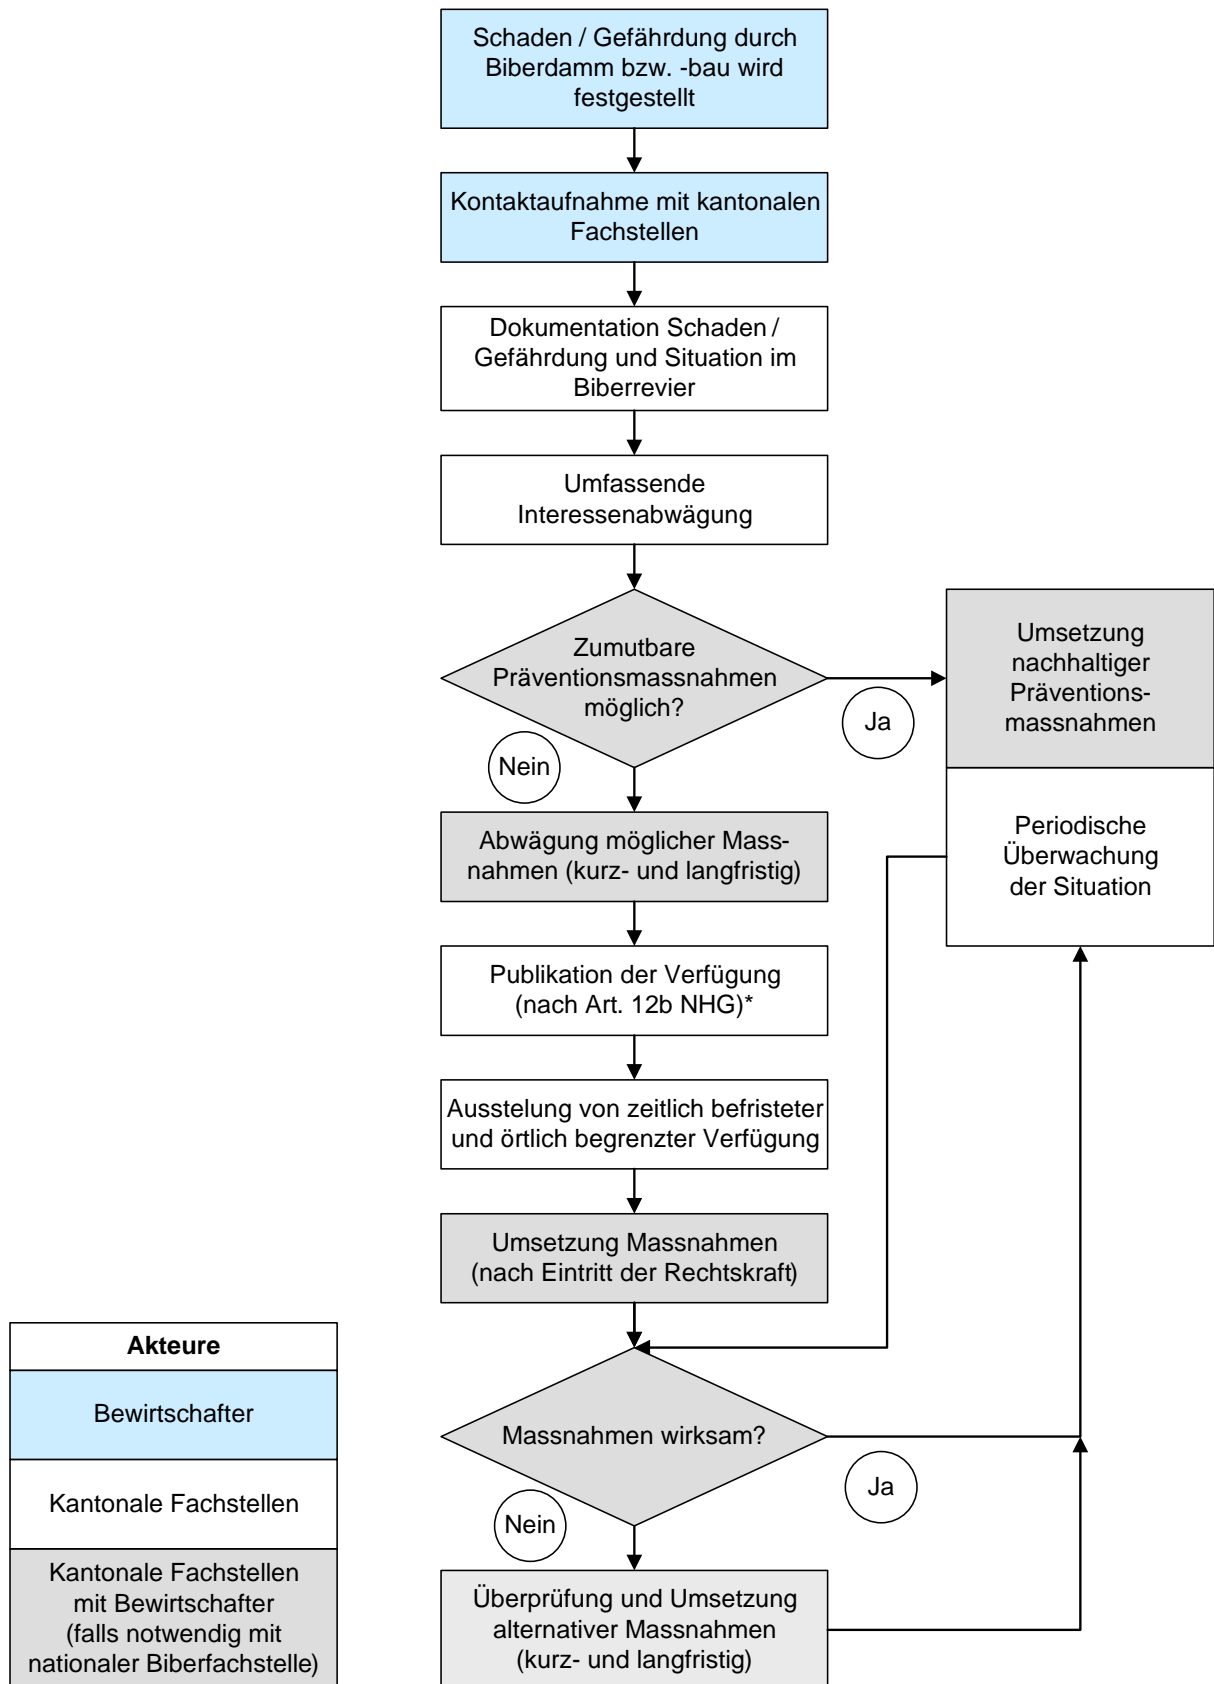 Schaden / Gefährdung durch
Biberdamm bzw. -bau wird
festgestellt
Kontaktaufnahme mit kantonalen
Fachstellen
Dokumentation Schaden /
Gefährdung und Situation im
Biberrevier
Umfassende
Interessenabwägung
Zumutbare
Präventionsmassnahmen
möglich?
Ja
Nein
Umsetzung
nachhaltiger
Präventions-
massnahmen
Periodische
Überwachung
der Situation
Abwägung möglicher Mass-
nahmen (kurz- und langfristig)
Publikation der Verfügung
(nach Art. 12b NHG)*
Ausstelung von zeitlich befristeter
und örtlich begrenzter Verfügung
Umsetzung Massnahmen
(nach Eintritt der Rechtskraft)
Massnahmen wirksam?
Ja
Nein
Überprüfung und Umsetzung
alternativer Massnahmen
(kurz- und langfristig)
Akteure
Bewirtschafter
Kantonale Fachstellen
Kantonale Fachstellen
mit Bewirtschafter
(falls notwendig mit
nationaler Biberfachstelle)